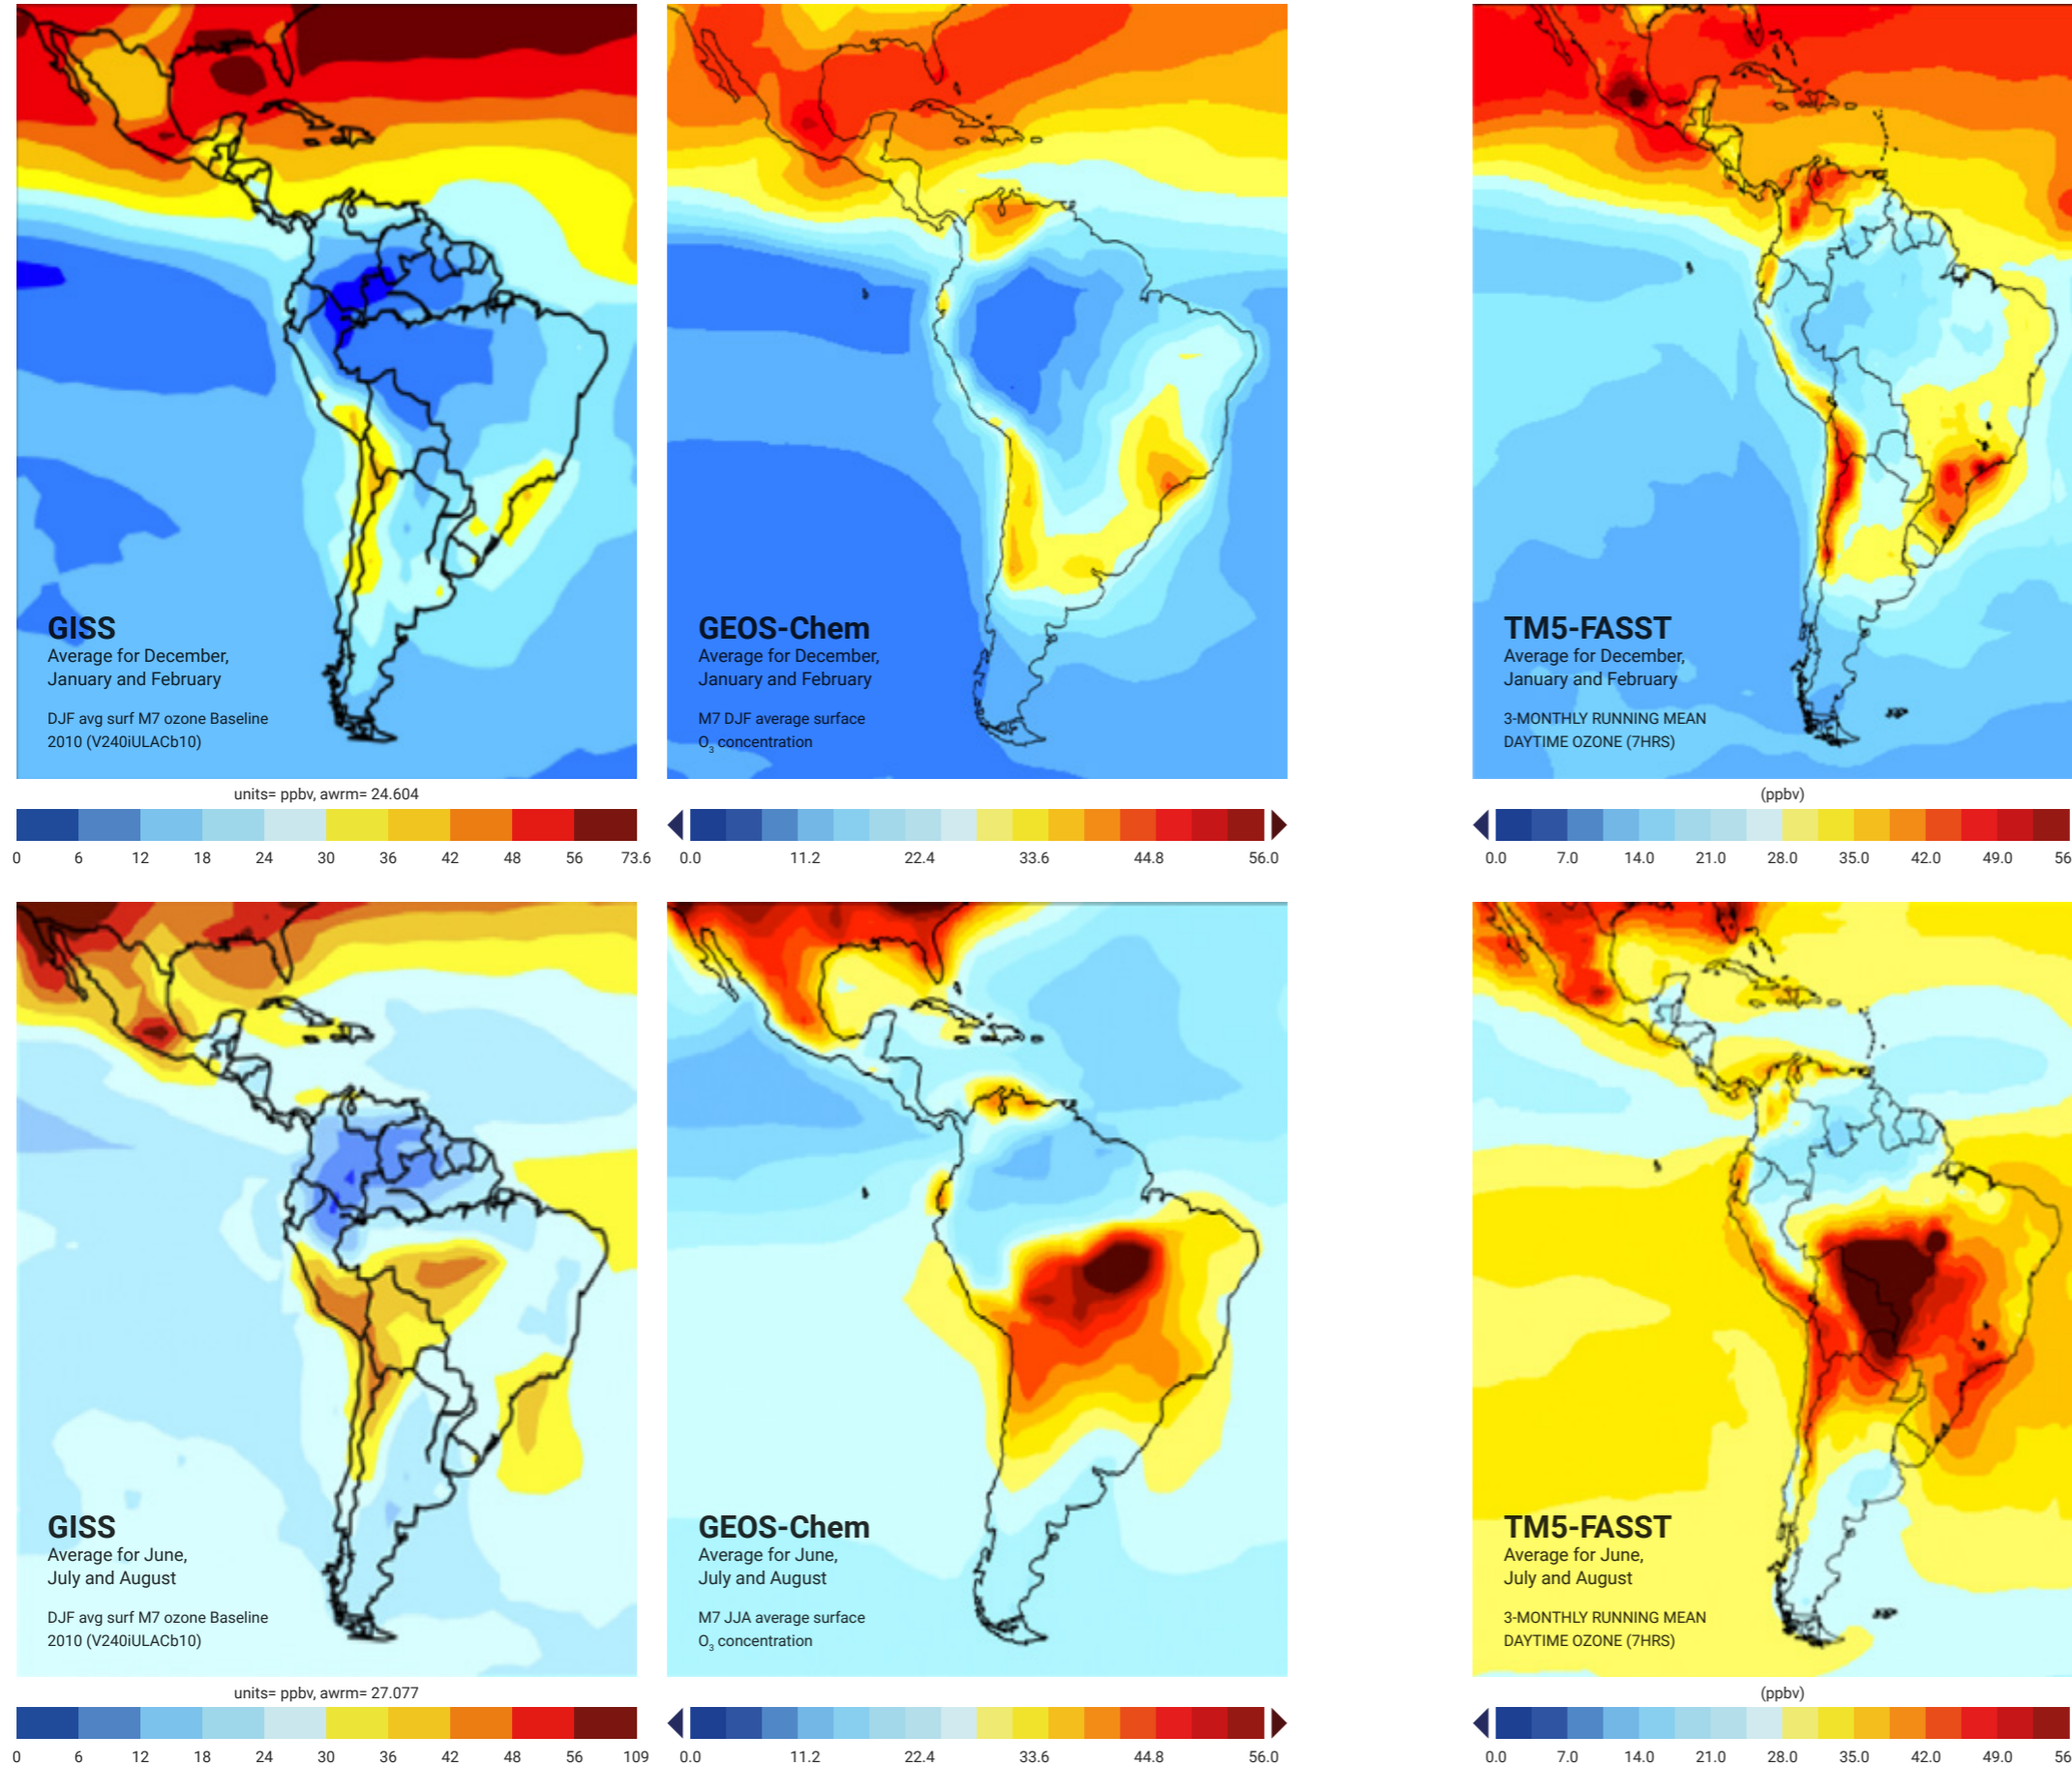 GISS
Average for December,
January and February
DJF avg surf M7 ozone Baseline
2010 (V240iULACb10)
units= ppbv, awrm= 24.604
0 6 12 18 24 30 36 42 48 56 73.6
GEOS-Chem
Average for December,
January and February
M7 DJF average surface
O3 concentration
0.0 11.2 22.4 33.6 44.8 56.0
TM5-FASST
Average for December,
January and February
3-MONTHLY RUNNING MEAN
DAYTIME OZONE (7HRS)
(ppbv)
0.0 7.0 14.0 21.0 28.0 35.0 42.0 49.0 56
GISS
Average for June,
July and August
DJF avg surf M7 ozone Baseline
2010 (V240iULACb10)
units= ppbv, awrm= 27.077
0 6 12 18 24 30 36 42 48 56 109
GEOS-Chem
Average for June,
July and August
M7 JJA average surface
O3 concentration
0.0 11.2 22.4 33.6 44.8 56.0
TM5-FASST
Average for June,
July and August
3-MONTHLY RUNNING MEAN
DAYTIME OZONE (7HRS)
(ppbv)
0.0 7.0 14.0 21.0 28.0 35.0 42.0 49.0 56